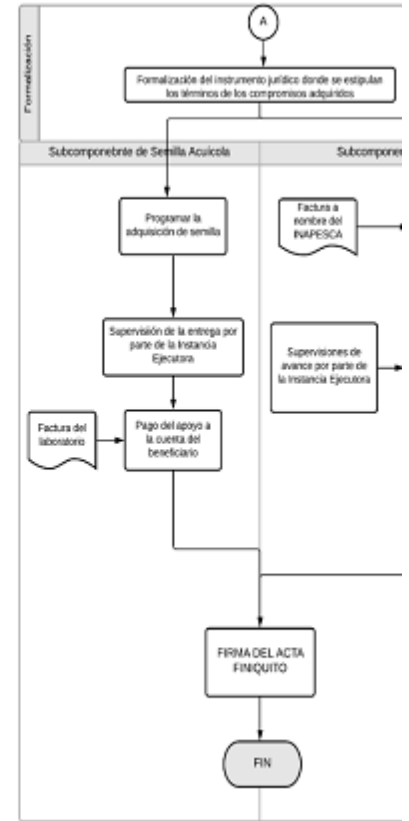 A
Formalización
Formalización del instrumento jurídico donde se estipulan
los términos de los compromisos adquiridos
Subcomponebnte de Semilla Acuícola
Subcomponen
Programar la
adquisición de semilla
Factura a
nombre del
INAPESCA
Supervisión de la entrega por
parte de la Instancia
Ejecutora
Supervisiones de
avance por parte de
la Instancia Ejecutora
Factura del
laboratorio
Pago del apoyo a
la cuenta del
beneficiario
FIRMA DEL ACTA
FINIQUITO
FIN